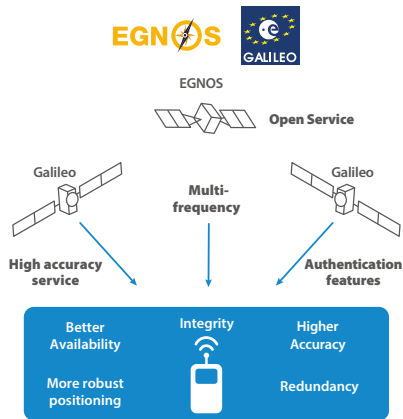 EGNOS
GALILEO
EGNOS
Open Service
Galileo
Galileo
Multi-
frequency
High accuracy
service
Authentication
features
Better
Availability
Integrity
Higher
Accuracy
More robust
positioning
Redundancy